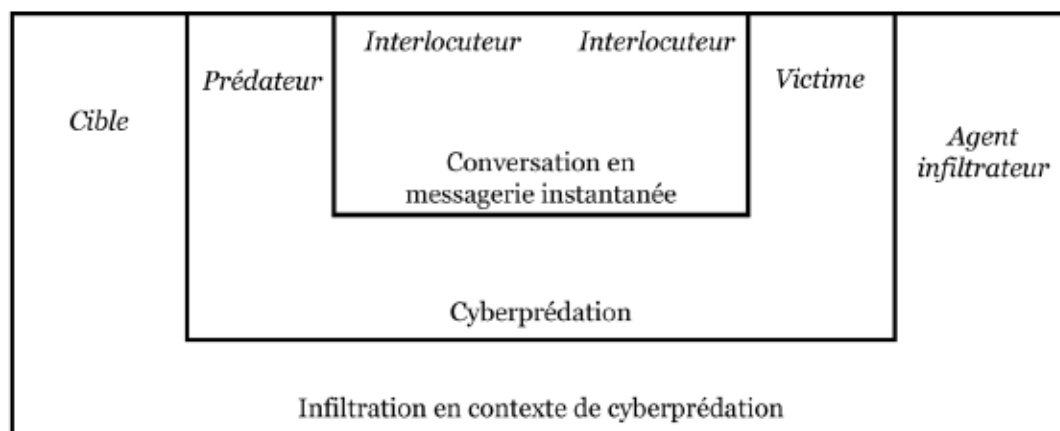 Interlocuteur Interlocuteur
Prédateur
Victime
Cible
Agent
infiltrateur
Conversation en
messagerie instantanée
Cyberprédation
Infiltration en contexte de cyberprédation